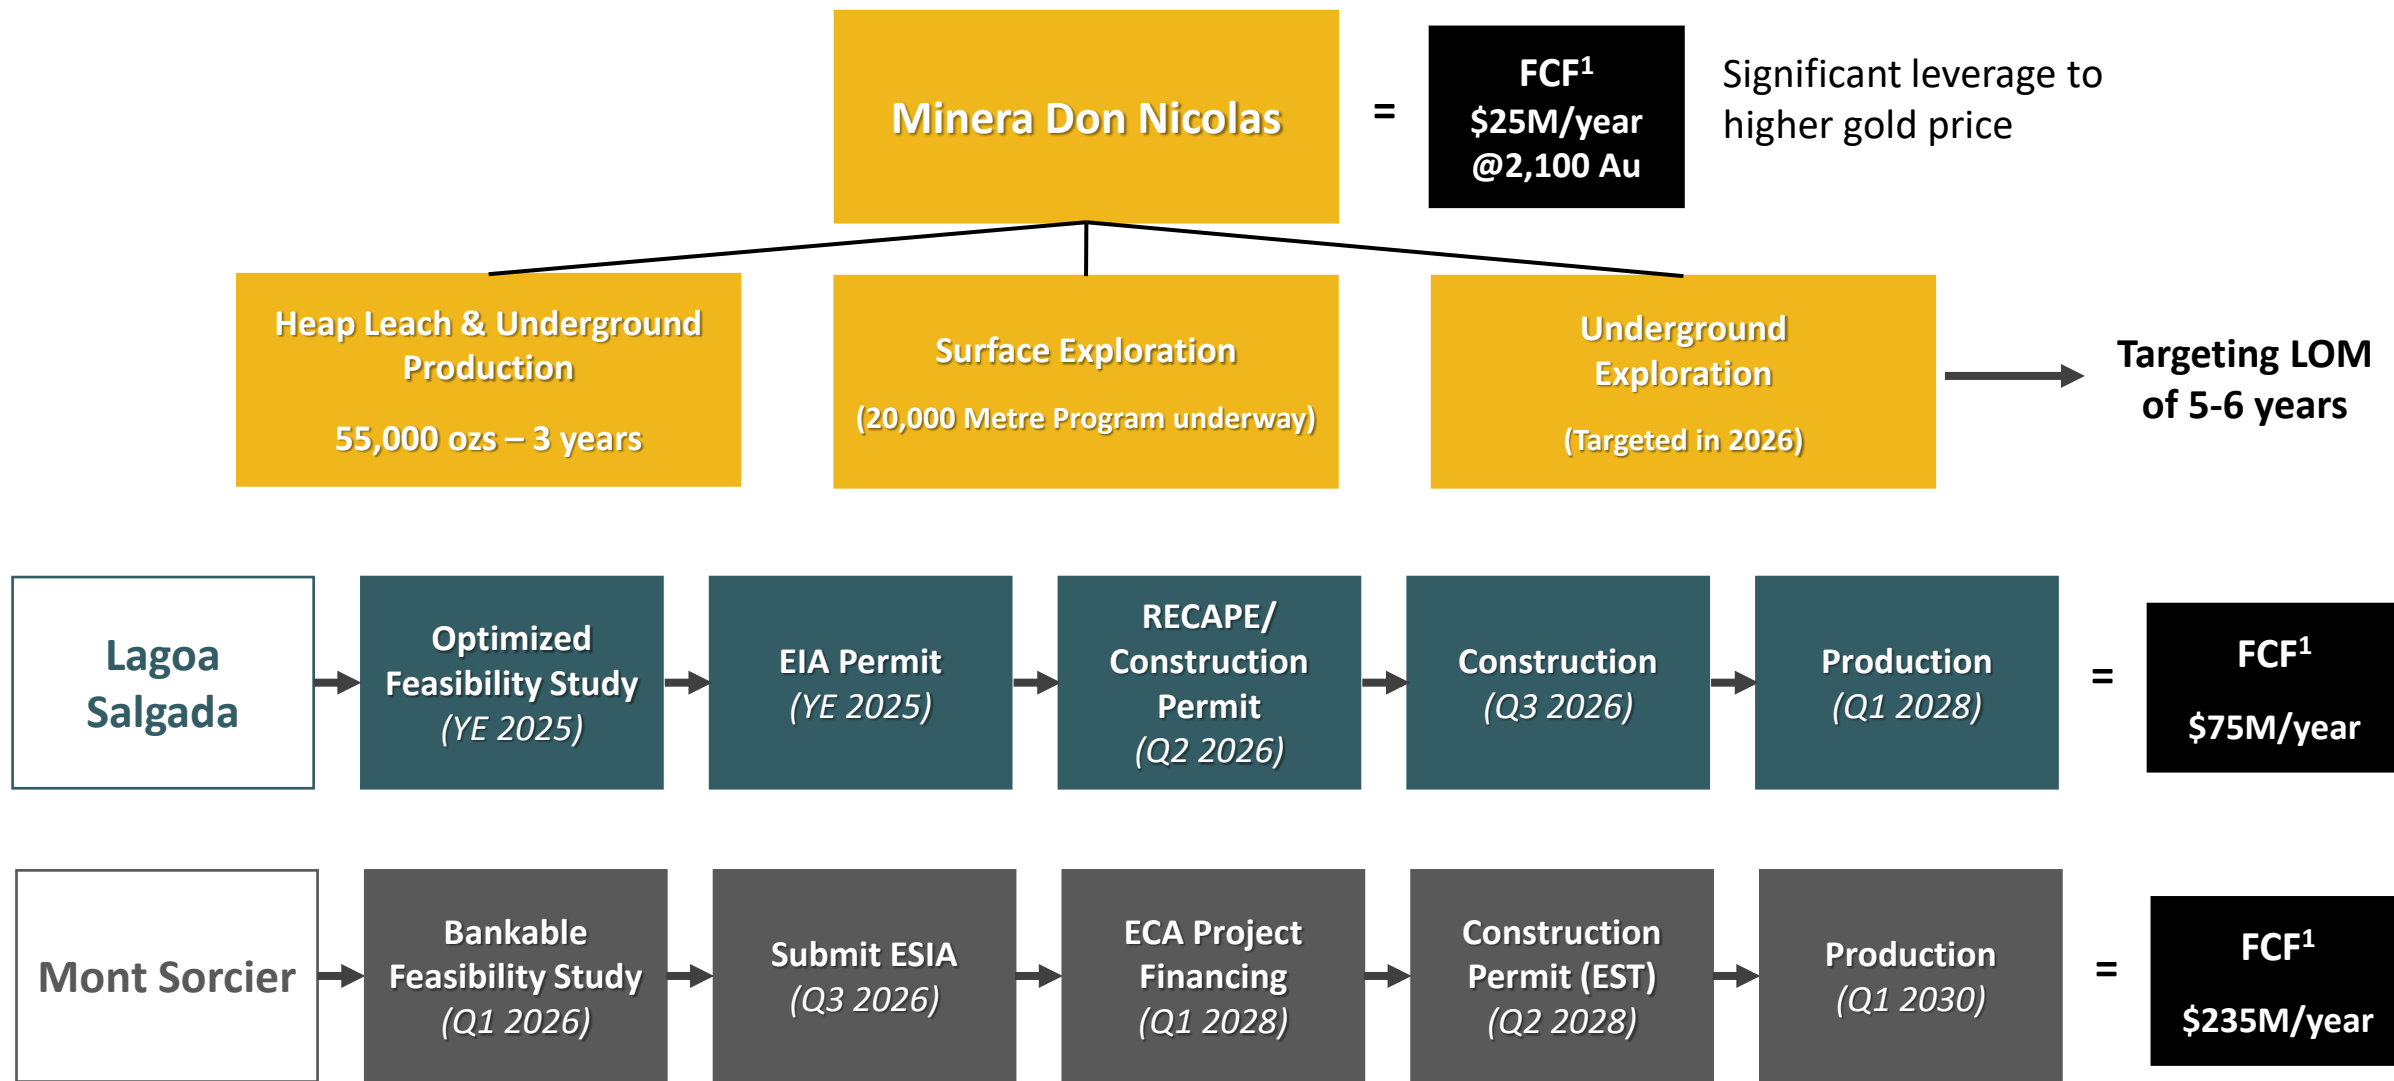 Minera Don Nicolas
=
FCF¹
$25M/year
@2,100 Au
Significant leverage to
higher gold price
Heap Leach & Underground
Production
55,000 ozs – 3 years
Surface Exploration
(20,000 Metre Program underway)
Underground
Exploration
(Targeted in 2026)
Targeting LOM
of 5-6 years
Lagoa
Salgada
Optimized
Feasibility Study
(YE 2025)
EIA Permit
(YE 2025)
RECAPE/
Construction
Permit
(Q2 2026)
Construction
(Q3 2026)
Production
(Q1 2028)
=
FCF¹
$75M/year
Mont Sorcier
Bankable
Feasibility Study
(Q1 2026)
Submit ESIA
(Q3 2026)
ECA Project
Financing
(Q1 2028)
Construction
Permit (EST)
(Q2 2028)
Production
(Q1 2030)
=
FCF¹
$235M/year